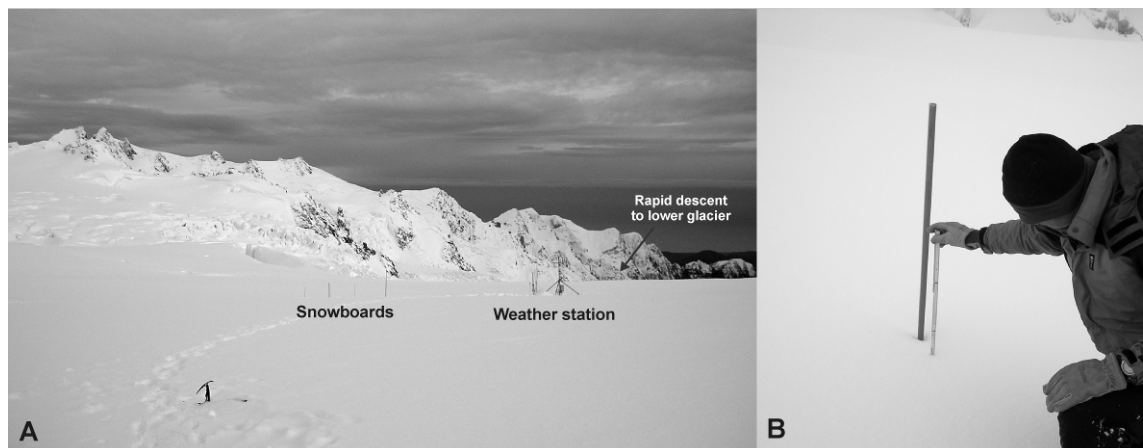 Rapid descent
to lower glacier
Snowboards
Weather station
A
B